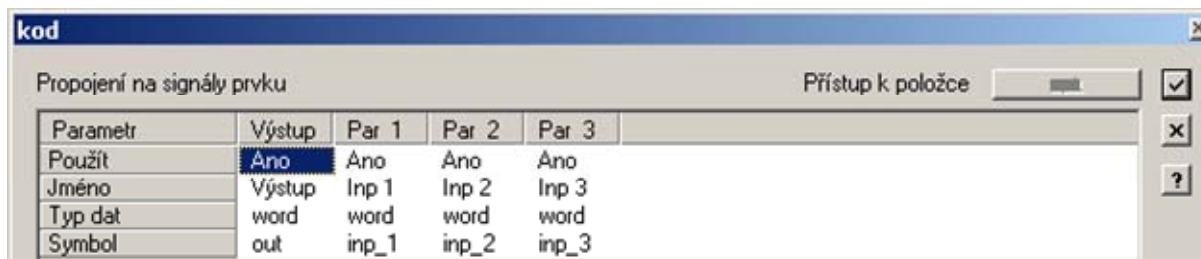 kod
Propojení na signály prvku Přístup k položce
Parametr Výstup Par 1 Par 2 Par 3
Použít Ano Ano Ano Ano
Jméno Výstup Inp 1 Inp 2 Inp 3
Typ dat word word word word
Symbol out inp_1 inp_2 inp_3
?